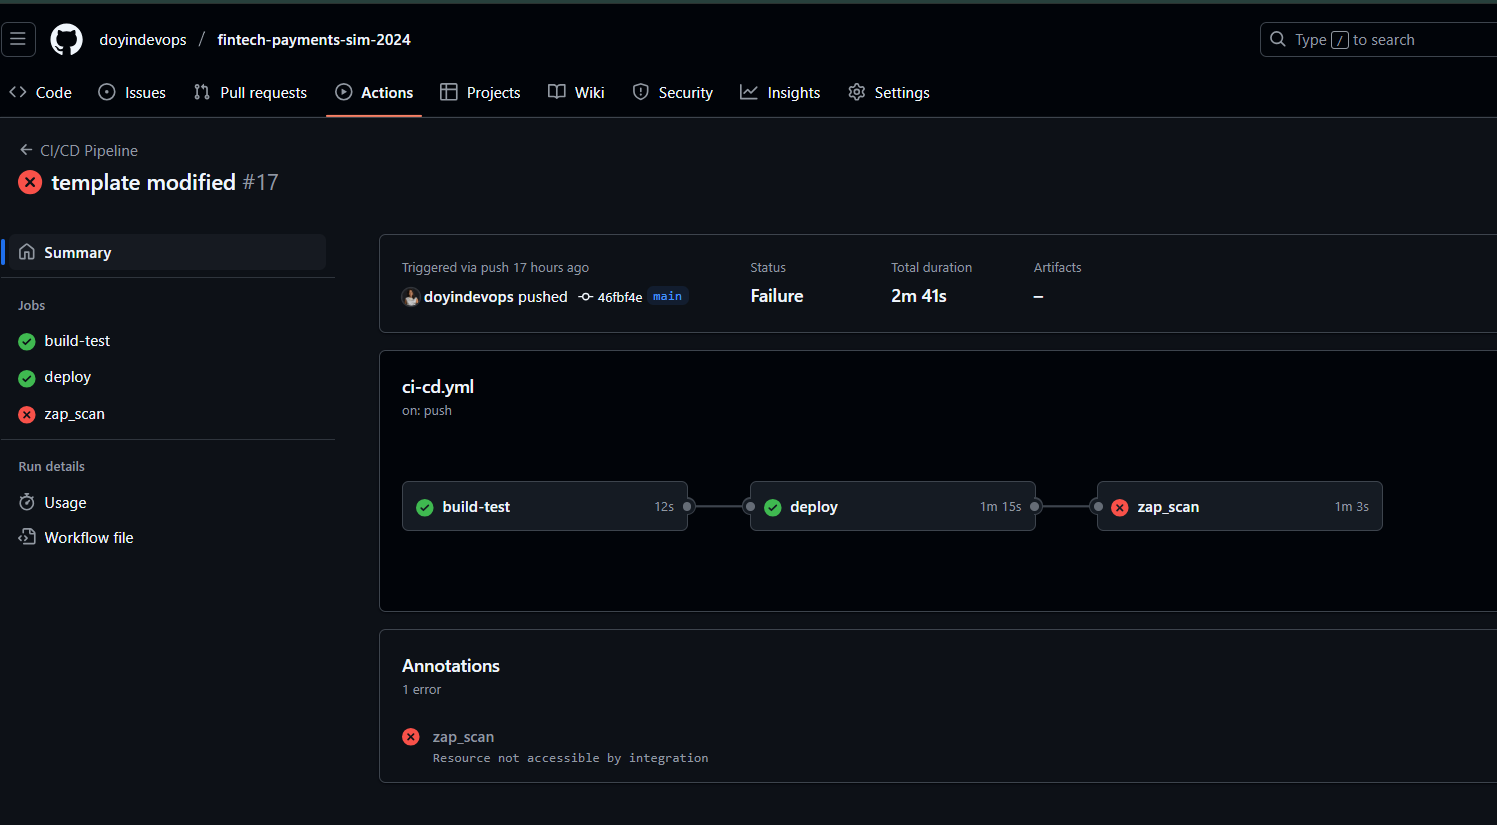 doyindevops / fintech-payments-sim-2024
Type / to search
Code Issues Pull requests Actions Projects Wiki Security Insights Settings
CI/CD Pipeline
template modified #17
Summary
Jobs
build-test
deploy
zap_scan
Run details
Usage
Workflow file
Triggered via push 17 hours ago
doyindevops pushed 46fbf4e main
Status
Failure
Total duration
2m 41s
Artifacts
–
ci-cd.yml
on: push
build-test 12s
deploy 1m 15s
zap_scan 1m 3s
Annotations
1 error
zap_scan
Resource not accessible by integration